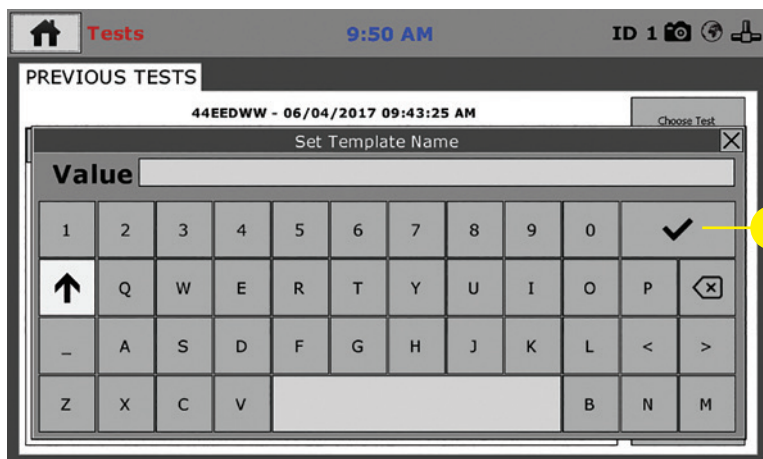 Tests 9:50 AM ID 1
PREVIOUS TESTS
44EEDWW - 06/04/2017 09:43:25 AM
Choose Test
Set Template Name
Value
1 2 3 4 5 6 7 8 9 0
Q W E R T Y U I O P
_ A S D F G H J K L < >
Z X C V B N M